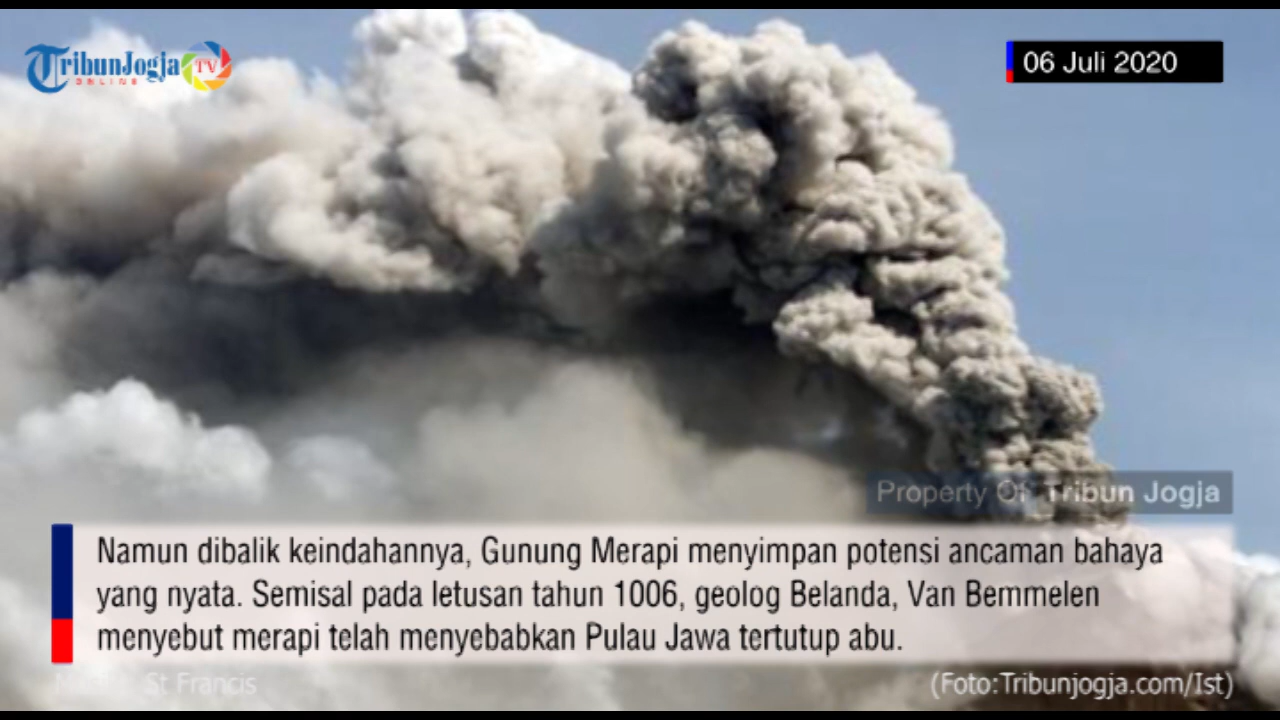 TribunJogja TV
ONLINE
06 Juli 2020
Property Of Tribun Jogja
Namun dibalik keindahannya, Gunung Merapi menyimpan potensi ancaman bahaya
yang nyata. Semisal pada letusan tahun 1006, geolog Belanda, Van Bemmelen
menyebut merapi telah menyebabkan Pulau Jawa tertutup abu.
St Francis
(Foto:Tribunjogja.com/Ist)